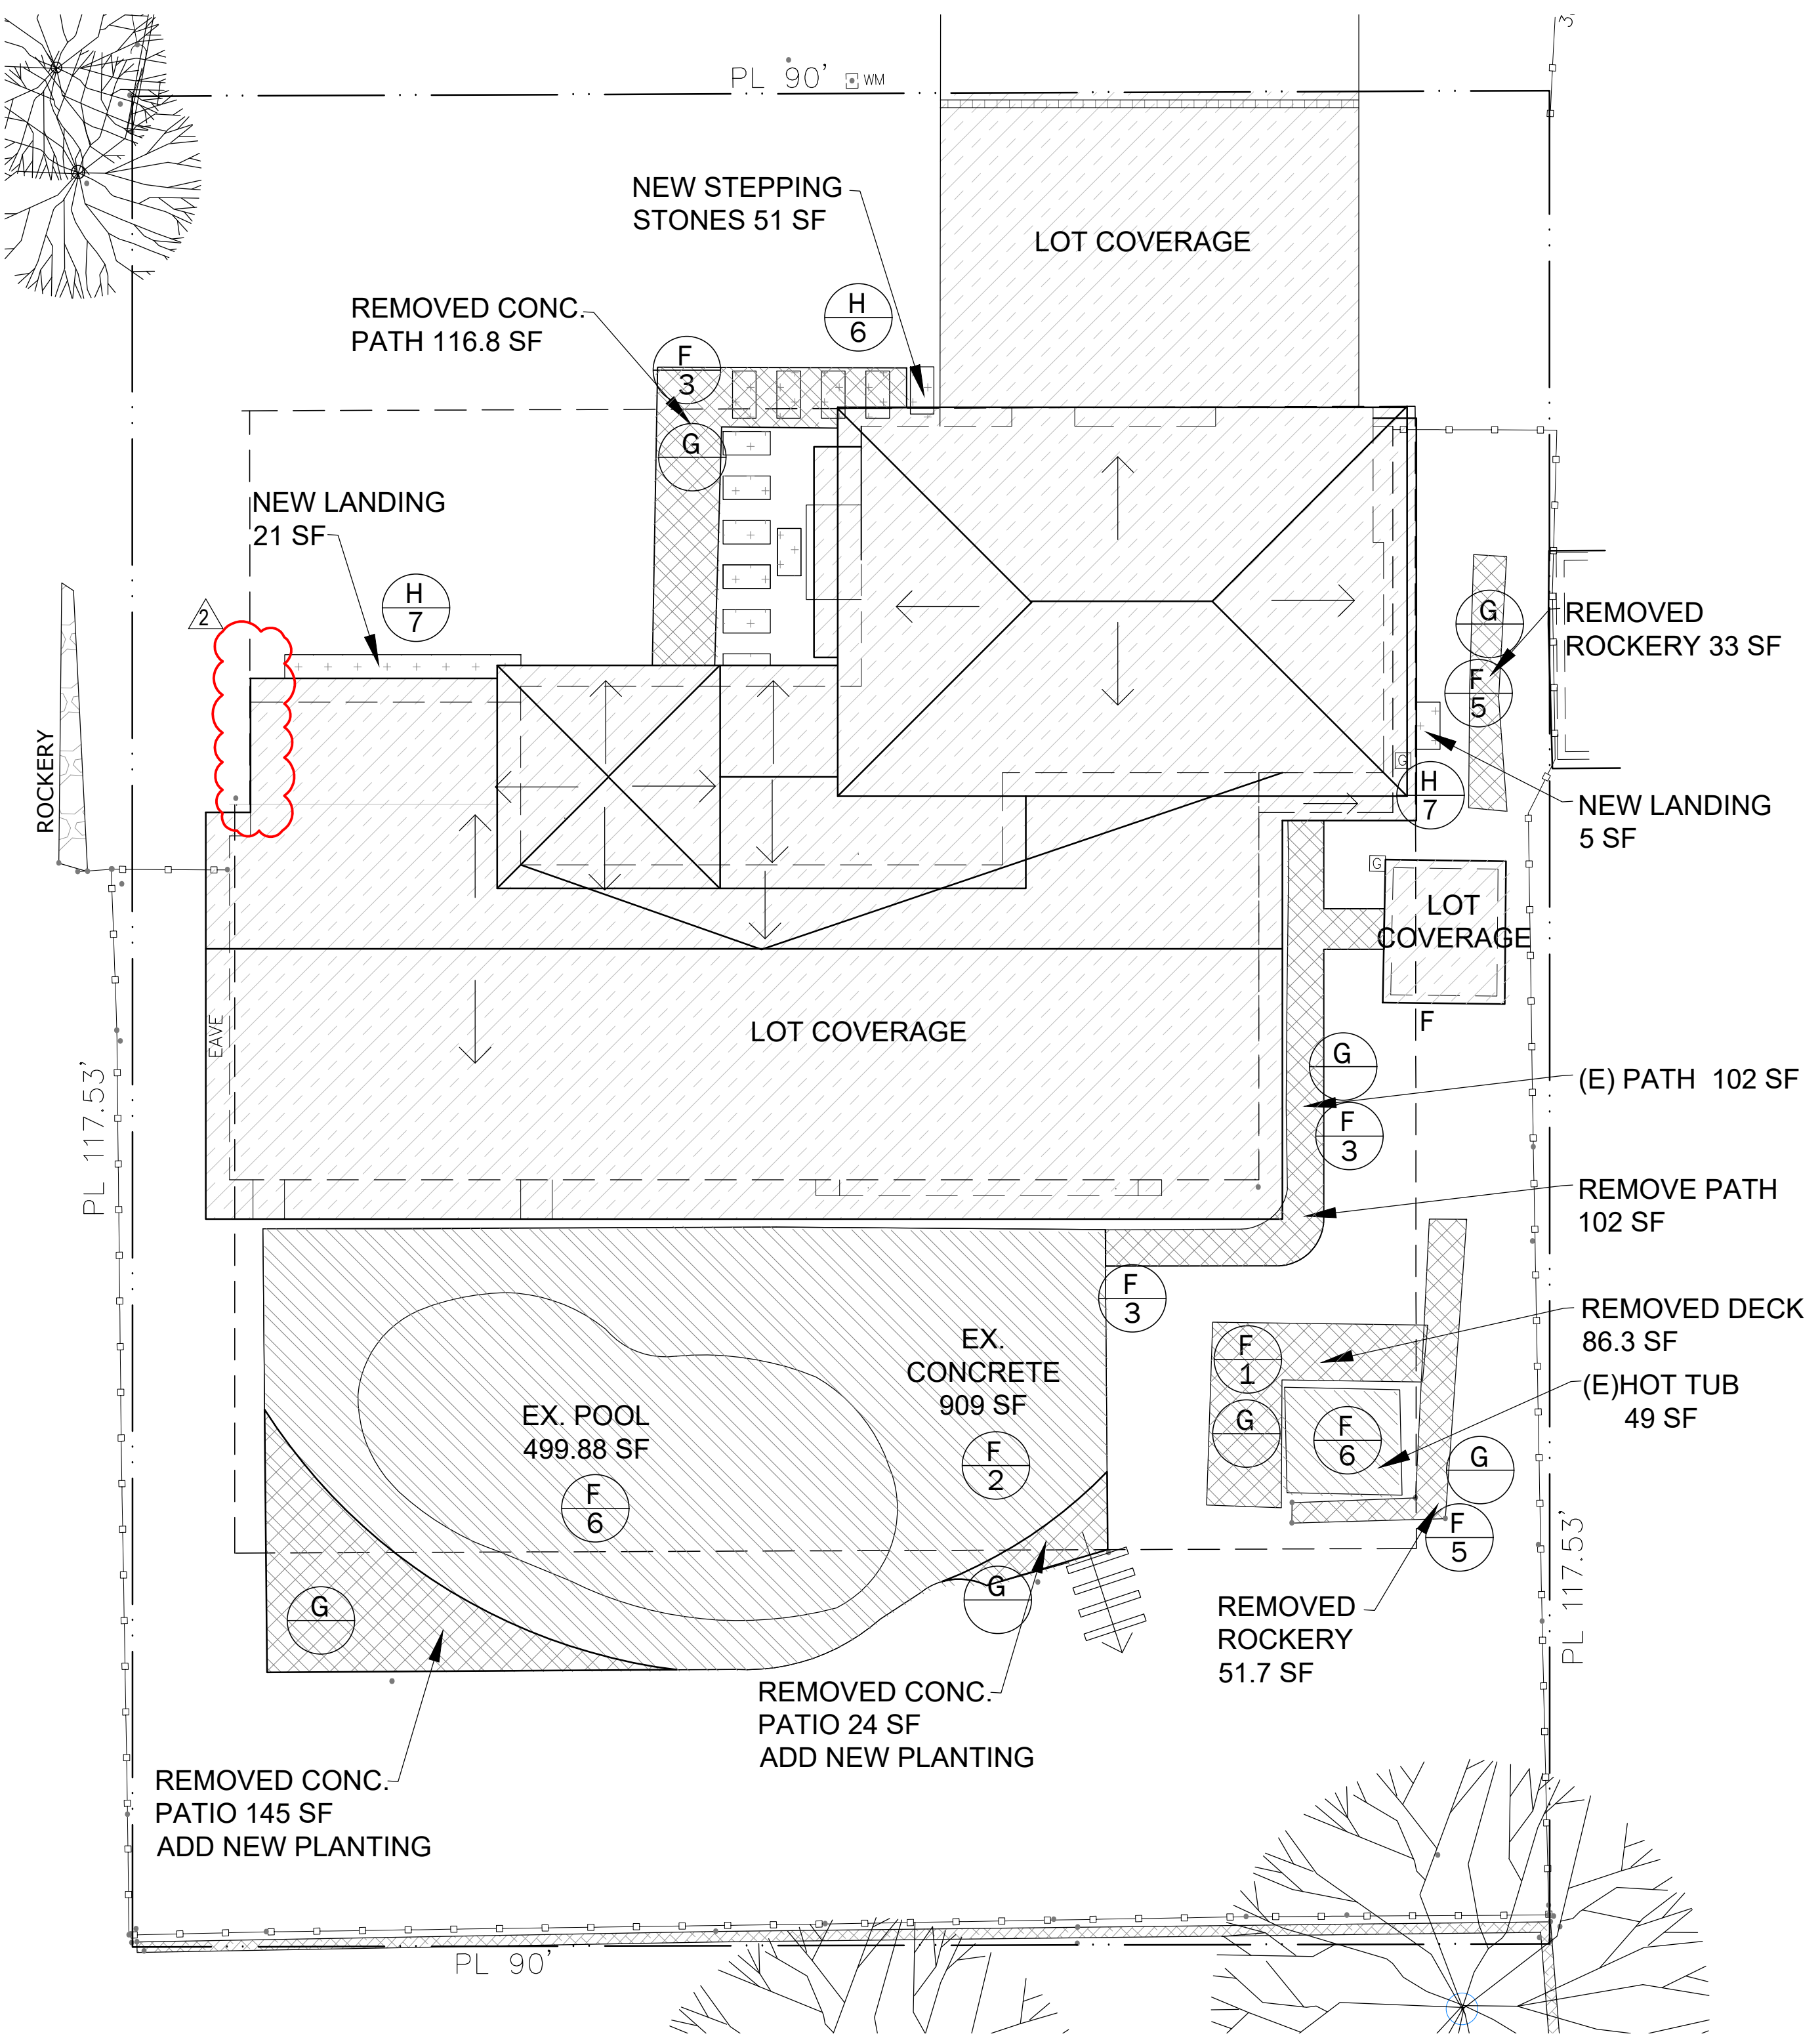 PL 90'
WM
3
NEW STEPPING
STONES 51 SF
LOT COVERAGE
REMOVED CONC.
PATH 116.8 SF
H
6
F
3
G
NEW LANDING
21 SF
H
7
2
G
REMOVED
ROCKERY 33 SF
F
5
ROCKERY
G
H
7
NEW LANDING
5 SF
G
LOT
COVERAGE
F
EAVE
LOT COVERAGE
G
(E) PATH 102 SF
F
3
PL 117.53'
REMOVE PATH
102 SF
F
3
REMOVED DECK
86.3 SF
F
1
EX.
CONCRETE
909 SF
(E)HOT TUB
49 SF
EX. POOL
499.88 SF
G
F
6
F
2
G
F
6
F
5
PL 117.53'
G
G
REMOVED
ROCKERY
51.7 SF
REMOVED CONC.
PATIO 24 SF
ADD NEW PLANTING
REMOVED CONC.
PATIO 145 SF
ADD NEW PLANTING
PL 90'